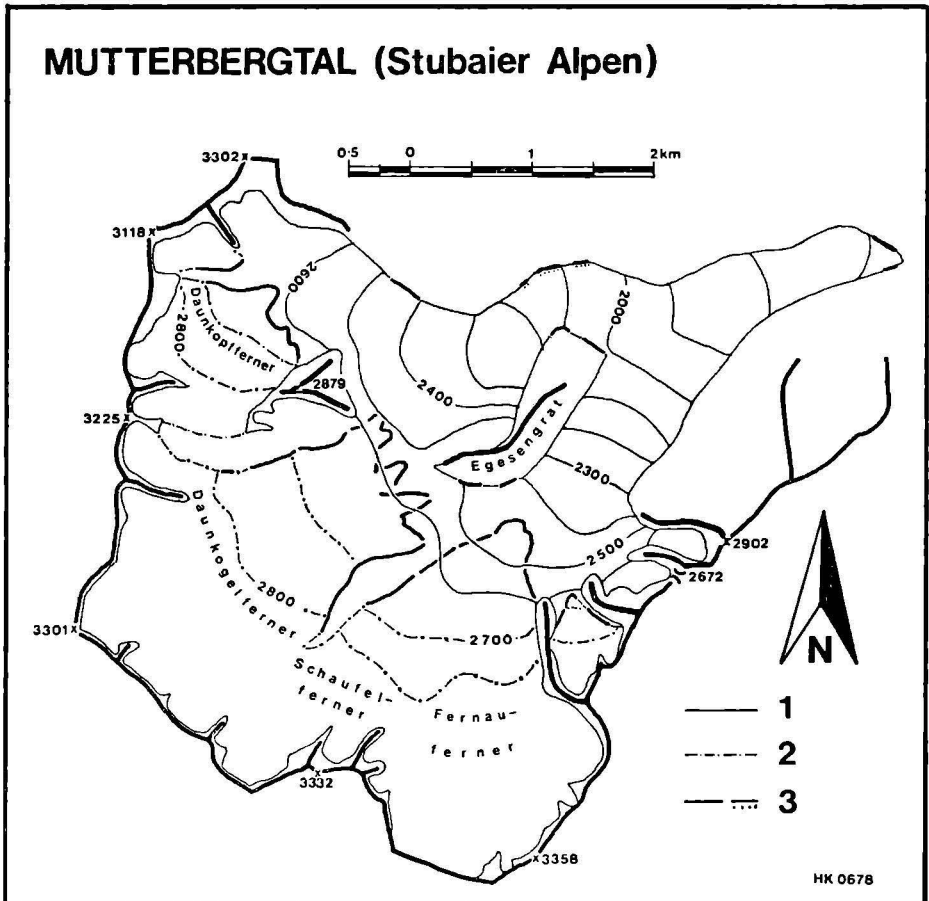 MUTTERBERGTAL (Stubaier Alpen)
0·5 0 1 2km
3302
3118
2600
2000
Daunkopfferner
2800
2879
2400
3225
Egesengrat
2300
2902
2500
2672
Daunkogelferner
2800
2700
3301
Schaufel-
ferner
Fernau-
ferner
N
1
2
3
3332
3358
HK 0678